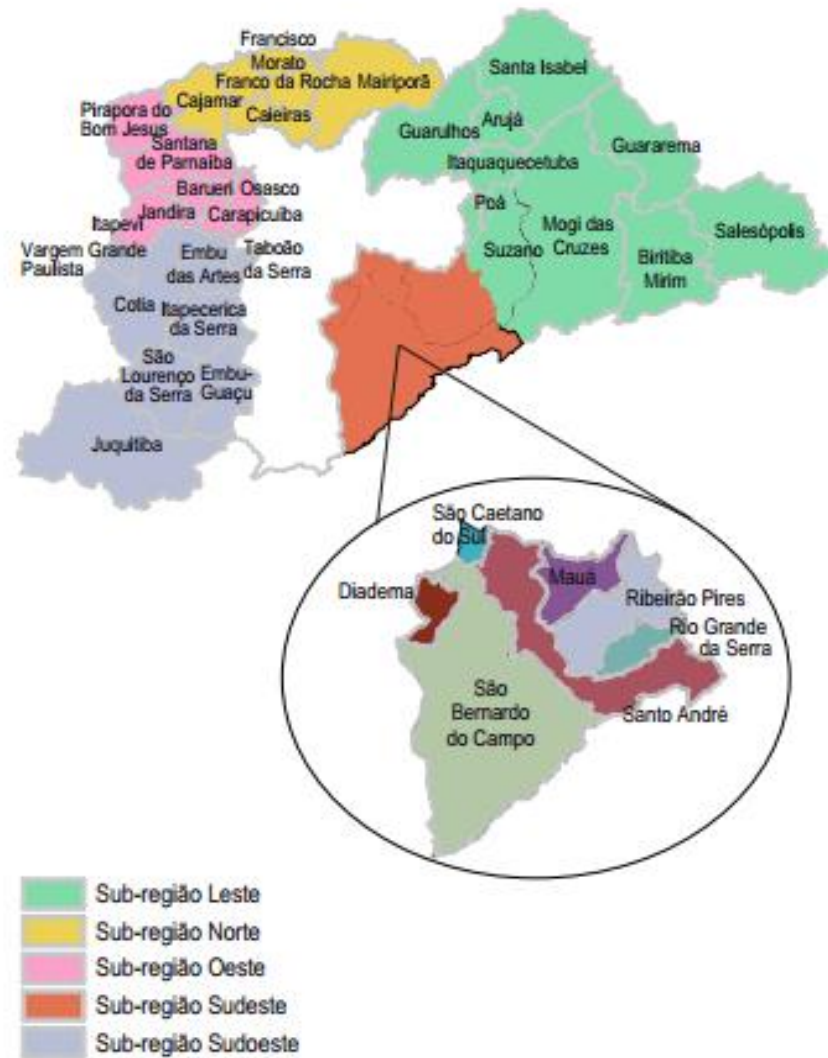 Francisco
Morato
Franco da Rocha
Mairiporã
Cajamar
Caieiras
Santa Isabel
Guarulhos
Arujá
Itaquaquecetuba
Guararema
Poá
Suzano
Mogi das
Cruzes
Biritiba
Mirim
Salesópolis
Pirapora do
Bom Jesus
Santana
de Parnaíba
Barueri
Osasco
Jandira
Carapicuíba
Itapevi
Vargem Grande
Paulista
Embu
das Artes
Taboão
da Serra
Cotia
Itapecerica
da Serra
São
Lourenço
da Serra
Embu-
Guaçu
Juquitiba
São Caetano
do Sul
Diadema
Mauá
Ribeirão Pires
Rio Grande
da Serra
São
Bernardo
do Campo
Santo André
Sub-região Leste
Sub-região Norte
Sub-região Oeste
Sub-região Sudeste
Sub-região Sudoeste